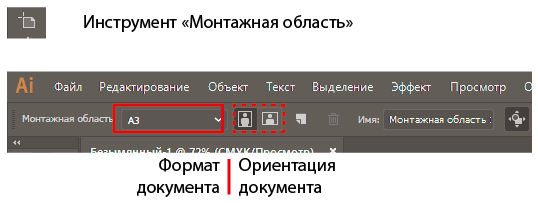 Инструмент «Монтажная область»
Ai Файл Редактирование Объект Текст Выделение Эффект Просмотр О
Монтажная область A3 Имя: Монтажная область
Безымянный-1 @ 72% (CMYK/Просмотр)
Формат Ориентация
документа документа